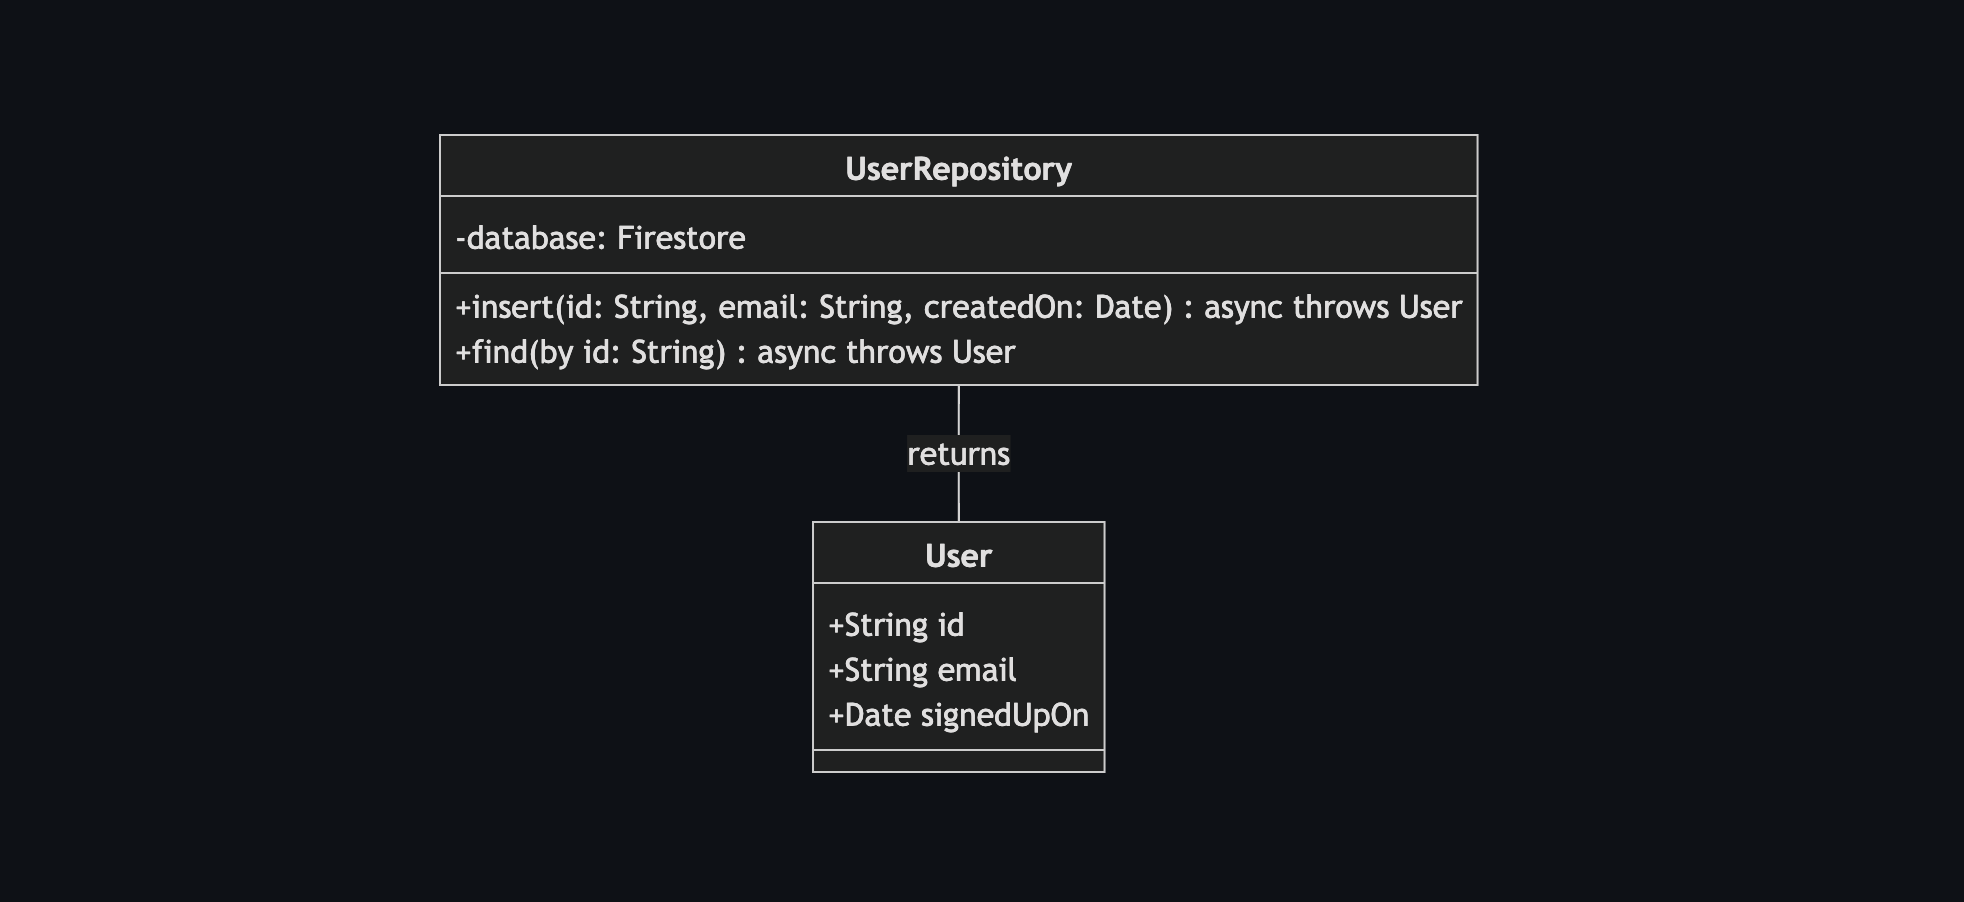 UserRepository
-database: Firestore
+insert(id: String, email: String, createdOn: Date) : async throws User
+find(by id: String) : async throws User
returns
User
+String id
+String email
+Date signedUpOn